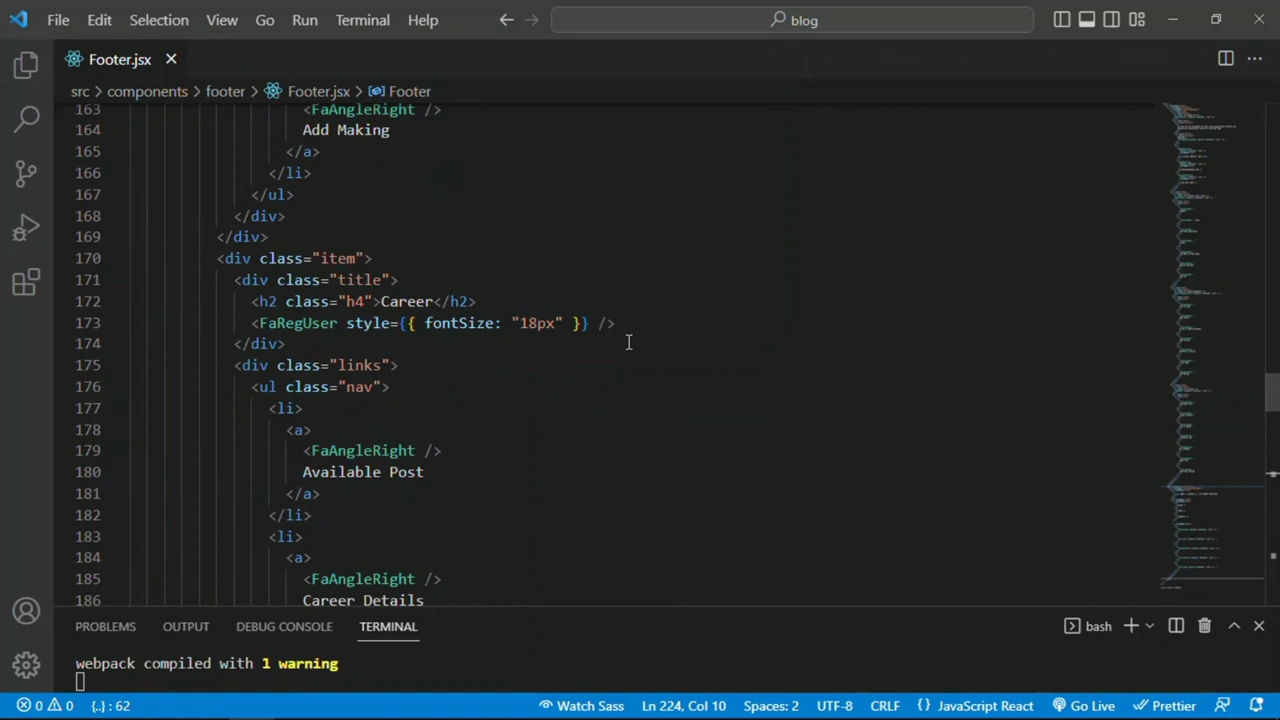 File Edit Selection View Go Run Terminal Help blog
Footer.jsx
src > components > footer > Footer.jsx > Footer
163 <FaAngleRight />
164 Add Making
165 </a>
166 </li>
167 </ul>
168 </div>
169 </div>
170 <div class="item">
171 <div class="title">
172 <h2 class="h4">Career</h2>
173 <FaRegUser style={{ fontSize: "18px" }} />
174 </div>
175 <div class="links">
176 <ul class="nav">
177 <li>
178 <a>
179 <FaAngleRight />
180 Available Post
181 </a>
182 </li>
183 <li>
184 <a>
185 <FaAngleRight />
186 Career Details
PROBLEMS OUTPUT DEBUG CONSOLE TERMINAL bash
webpack compiled with 1 warning
0 0 {..} : 62 Watch Sass Ln 224, Col 10 Spaces: 2 UTF-8 CRLF {} JavaScript React Go Live Prettier